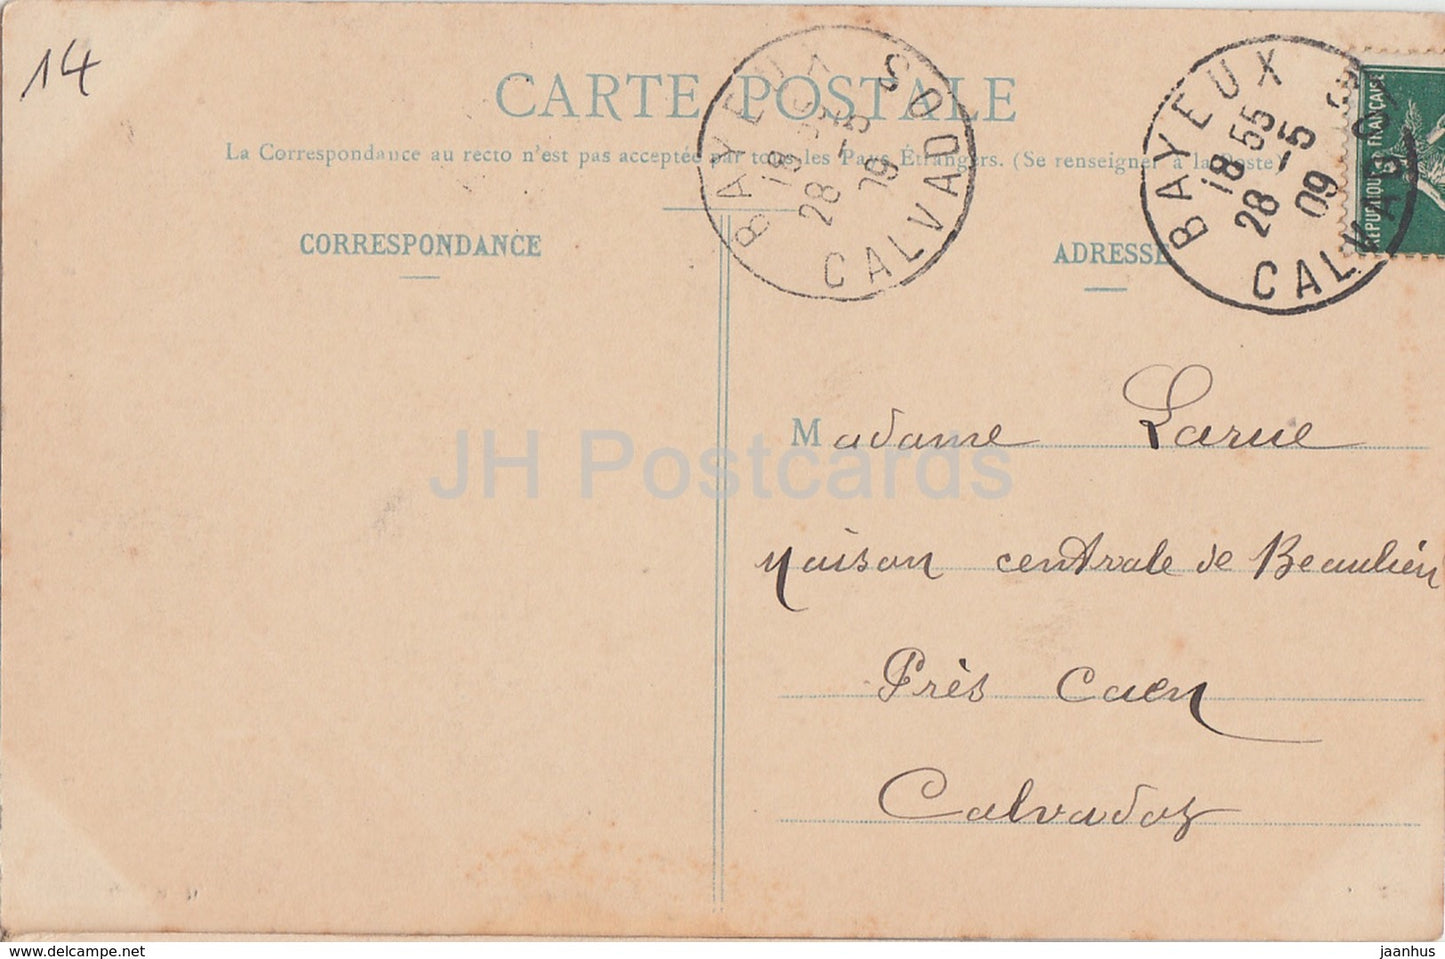 14
CARTE POSTALE
La Correspondance au recto n'est pas acceptée par tous les Pays Étrangers. (Se renseigner à la Poste)
CORRESPONDANCE
ADRESSE
BAYEUX
18 55
28 -5
09
CALVADOS
BAYEUX
18 55
28 -5
09
CALVADOS
RÉPUBLIQUE FRANÇAISE
Madame Larue
Maison centrale de Beaulieu
Près Caen
Calvados
JH Postcards
www.delcampe.net
jaanhus